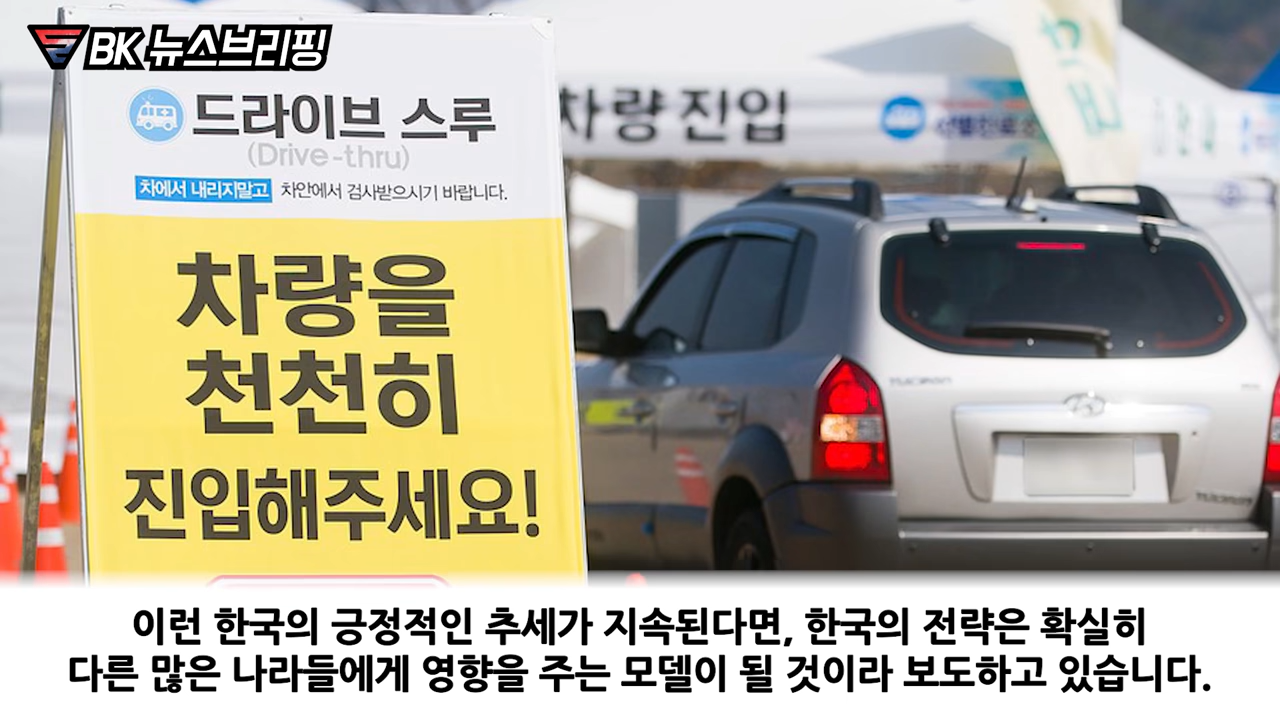 BK 뉴스브리핑
드라이브 스루
(Drive-thru)
차에서 내리지말고 차안에서 검사받으시기 바랍니다.
차량을
천천히
진입해주세요!
차량진입
TUCSON
이런 한국의 긍정적인 추세가 지속된다면, 한국의 전략은 확실히
다른 많은 나라들에게 영향을 주는 모델이 될 것이라 보도하고 있습니다.